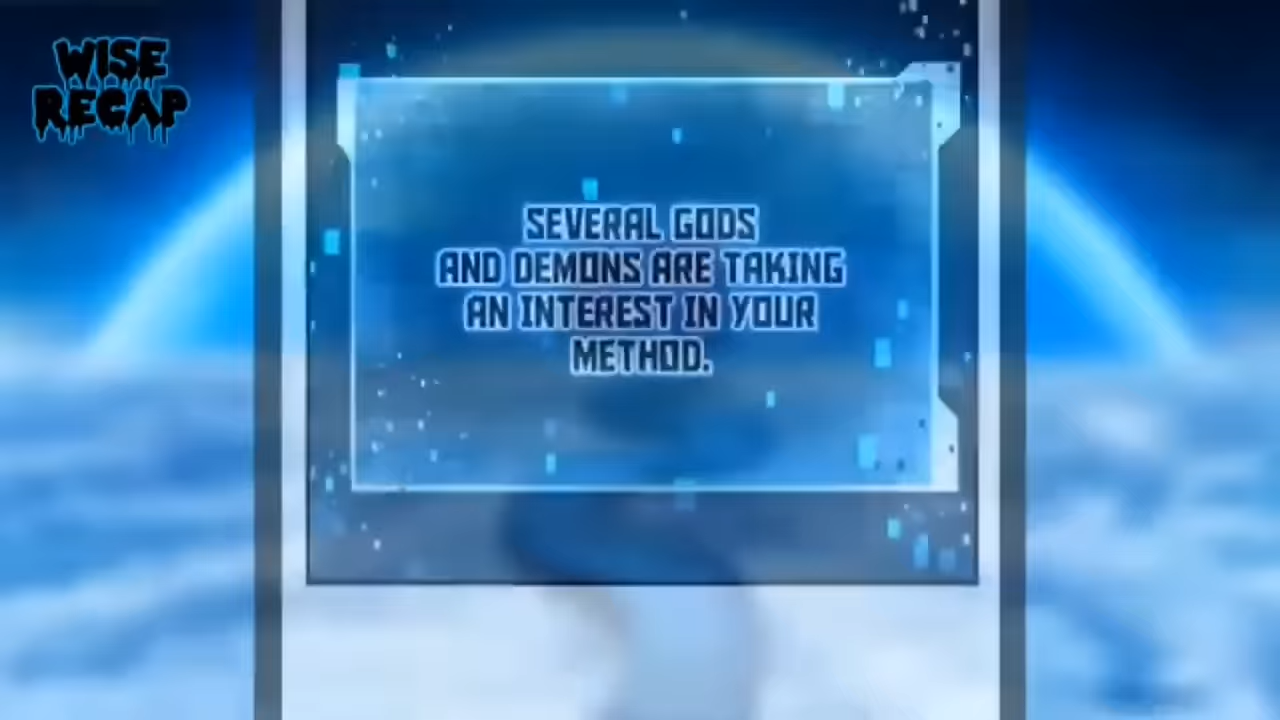 WISE
RECAP
SEVERAL GODS
AND DEMONS ARE TAKING
AN INTEREST IN YOUR
METHOD.